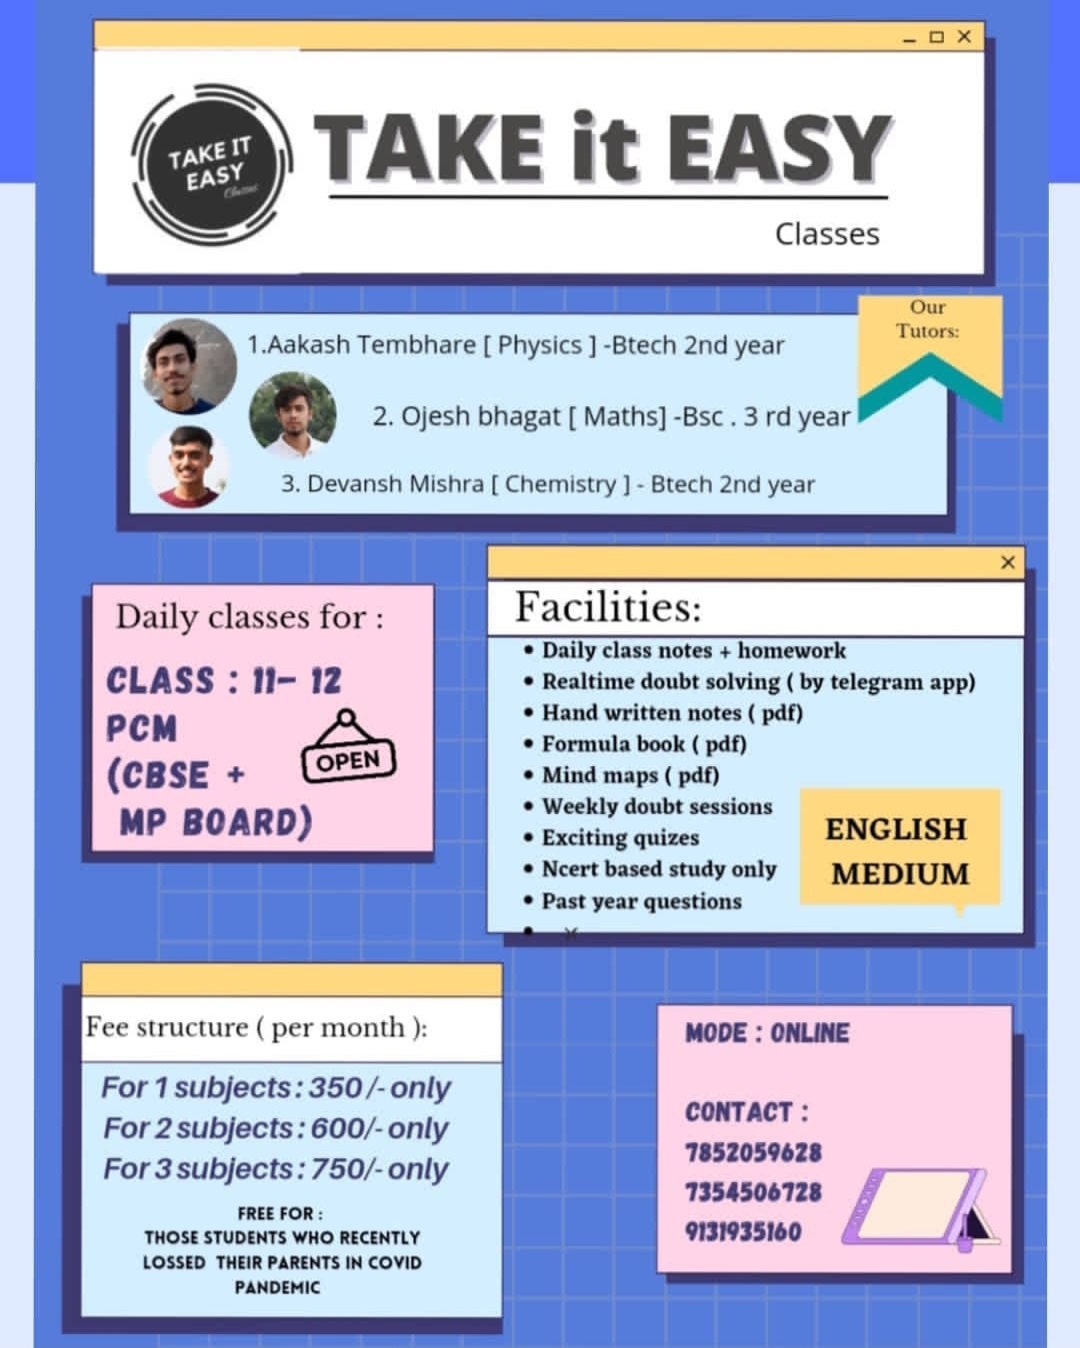 TAKE IT
EASY
Classes
TAKE it EASY
Classes
Our
Tutors:
1.Aakash Tembhare [ Physics ] -Btech 2nd year
2. Ojesh bhagat [ Maths] -Bsc . 3 rd year
3. Devansh Mishra [ Chemistry ] - Btech 2nd year
Daily classes for :
CLASS : 11- 12
PCM
(CBSE +
MP BOARD)
OPEN
Facilities:
• Daily class notes + homework
• Realtime doubt solving ( by telegram app)
• Hand written notes ( pdf)
• Formula book ( pdf)
• Mind maps ( pdf)
• Weekly doubt sessions
• Exciting quizes
• Ncert based study only
• Past year questions
ENGLISH
MEDIUM
Fee structure ( per month ):
For 1 subjects : 350 /- only
For 2 subjects : 600/- only
For 3 subjects : 750/- only
FREE FOR :
THOSE STUDENTS WHO RECENTLY
LOSSED THEIR PARENTS IN COVID
PANDEMIC
MODE : ONLINE
CONTACT :
7852059628
7354506728
9131935160